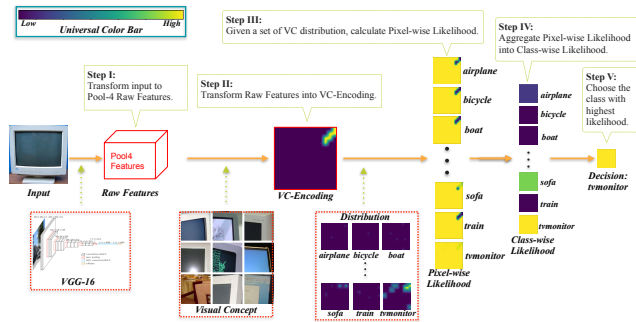 Low
High
Universal Color Bar
Step I:
Transform input to
Pool-4 Raw Features.
Step II:
Transform Raw Features into VC-Encoding.
Step III:
Given a set of VC distribution, calculate Pixel-wise Likelihood.
Step IV:
Aggregate Pixel-wise Likelihood
into Class-wise Likelihood.
Step V:
Choose the
class with
highest
likelihood.
Input
Pool4
Features
Raw Features
VC-Encoding
airplane
bicycle
boat
sofa
train
tvmonitor
Pixel-wise
Likelihood
airplane
bicycle
boat
sofa
train
tvmonitor
Class-wise
Likelihood
Decision:
tvmonitor
VGG-16
Visual Concept
Distribution
airplane bicycle boat
sofa train tvmonitor